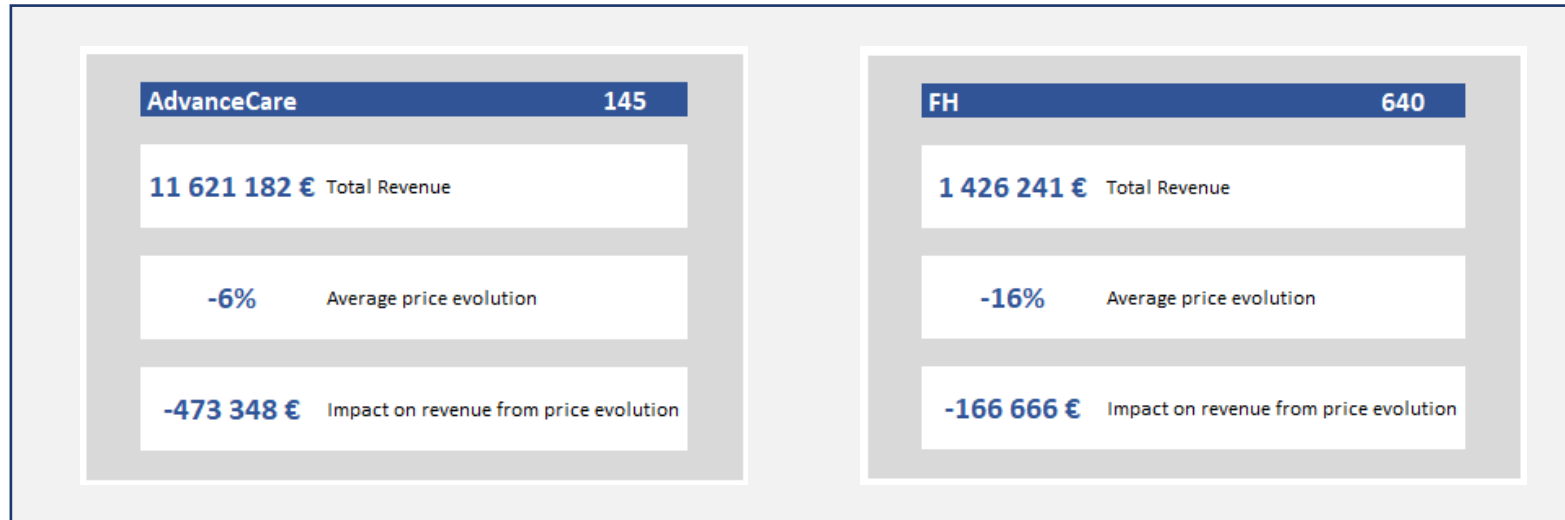 AdvanceCare 145
11 621 182 € Total Revenue
-6% Average price evolution
-473 348 € Impact on revenue from price evolution
FH 640
1 426 241 € Total Revenue
-16% Average price evolution
-166 666 € Impact on revenue from price evolution